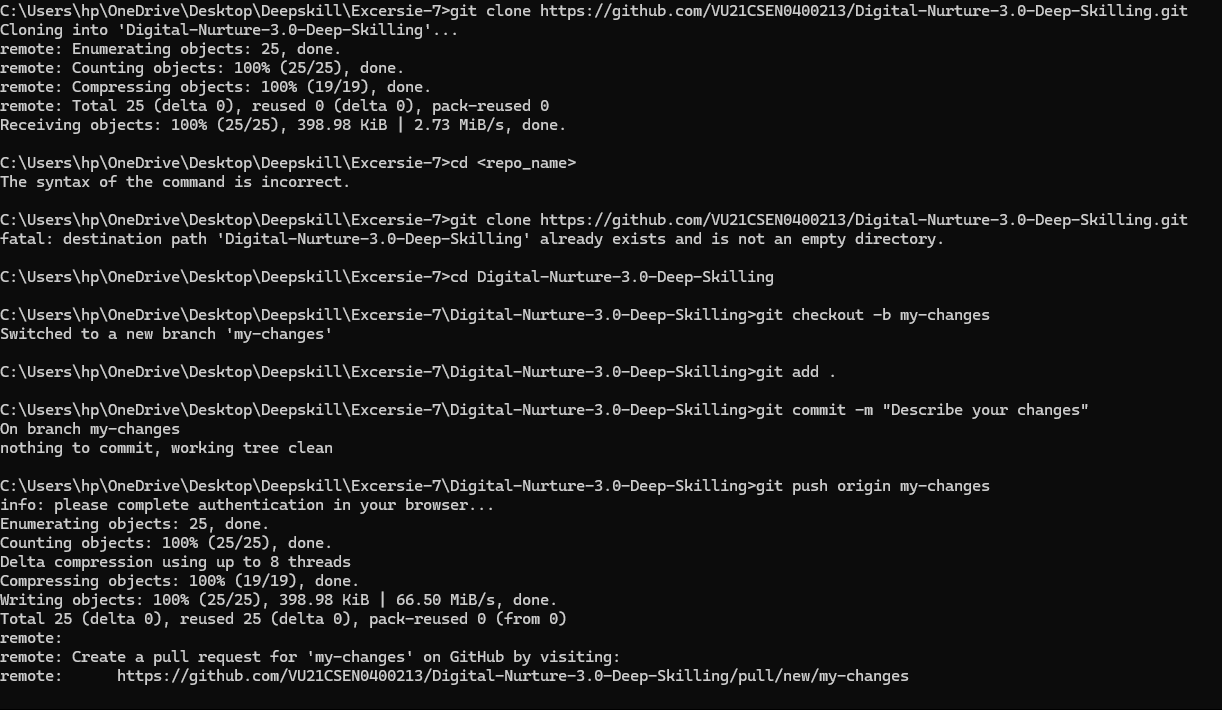 C:\Users\hp\OneDrive\Desktop\Deepskill\Excersie-7>git clone https://github.com/VU21CSEN0400213/Digital-Nurture-3.0-Deep-Skilling.git
Cloning into 'Digital-Nurture-3.0-Deep-Skilling'...
remote: Enumerating objects: 25, done.
remote: Counting objects: 100% (25/25), done.
remote: Compressing objects: 100% (19/19), done.
remote: Total 25 (delta 0), reused 0 (delta 0), pack-reused 0
Receiving objects: 100% (25/25), 398.98 KiB | 2.73 MiB/s, done.
C:\Users\hp\OneDrive\Desktop\Deepskill\Excersie-7>cd <repo_name>
The syntax of the command is incorrect.
C:\Users\hp\OneDrive\Desktop\Deepskill\Excersie-7>git clone https://github.com/VU21CSEN0400213/Digital-Nurture-3.0-Deep-Skilling.git
fatal: destination path 'Digital-Nurture-3.0-Deep-Skilling' already exists and is not an empty directory.
C:\Users\hp\OneDrive\Desktop\Deepskill\Excersie-7>cd Digital-Nurture-3.0-Deep-Skilling
C:\Users\hp\OneDrive\Desktop\Deepskill\Excersie-7\Digital-Nurture-3.0-Deep-Skilling>git checkout -b my-changes
Switched to a new branch 'my-changes'
C:\Users\hp\OneDrive\Desktop\Deepskill\Excersie-7\Digital-Nurture-3.0-Deep-Skilling>git add .
C:\Users\hp\OneDrive\Desktop\Deepskill\Excersie-7\Digital-Nurture-3.0-Deep-Skilling>git commit -m "Describe your changes"
On branch my-changes
nothing to commit, working tree clean
C:\Users\hp\OneDrive\Desktop\Deepskill\Excersie-7\Digital-Nurture-3.0-Deep-Skilling>git push origin my-changes
info: please complete authentication in your browser...
Enumerating objects: 25, done.
Counting objects: 100% (25/25), done.
Delta compression using up to 8 threads
Compressing objects: 100% (19/19), done.
Writing objects: 100% (25/25), 398.98 KiB | 66.50 MiB/s, done.
Total 25 (delta 0), reused 25 (delta 0), pack-reused 0 (from 0)
remote:
remote: Create a pull request for 'my-changes' on GitHub by visiting:
remote:      https://github.com/VU21CSEN0400213/Digital-Nurture-3.0-Deep-Skilling/pull/new/my-changes